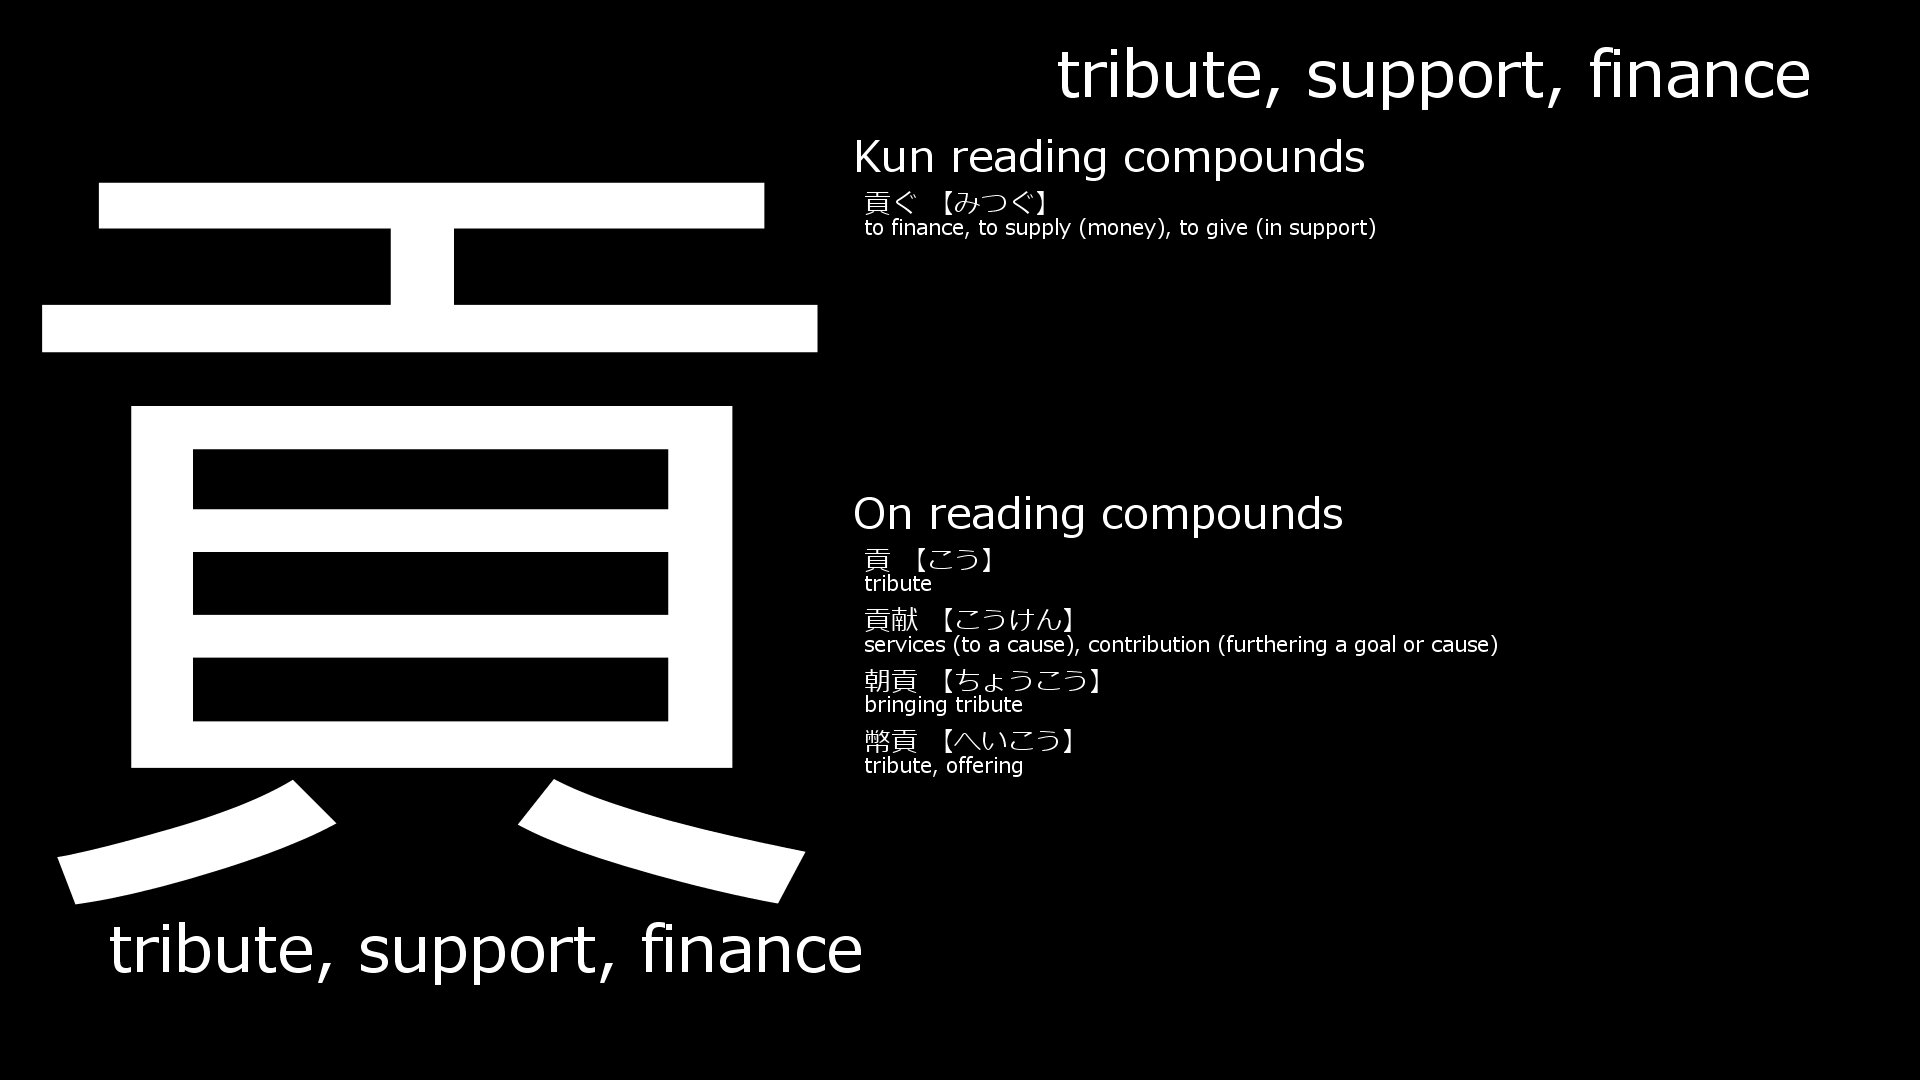 貢
tribute, support, finance
tribute, support, finance
Kun reading compounds
貢ぐ 【みつぐ】
to finance, to supply (money), to give (in support)
On reading compounds
貢 【こう】
tribute
貢献 【こうけん】
services (to a cause), contribution (furthering a goal or cause)
朝貢 【ちょうこう】
bringing tribute
幣貢 【へいこう】
tribute, offering